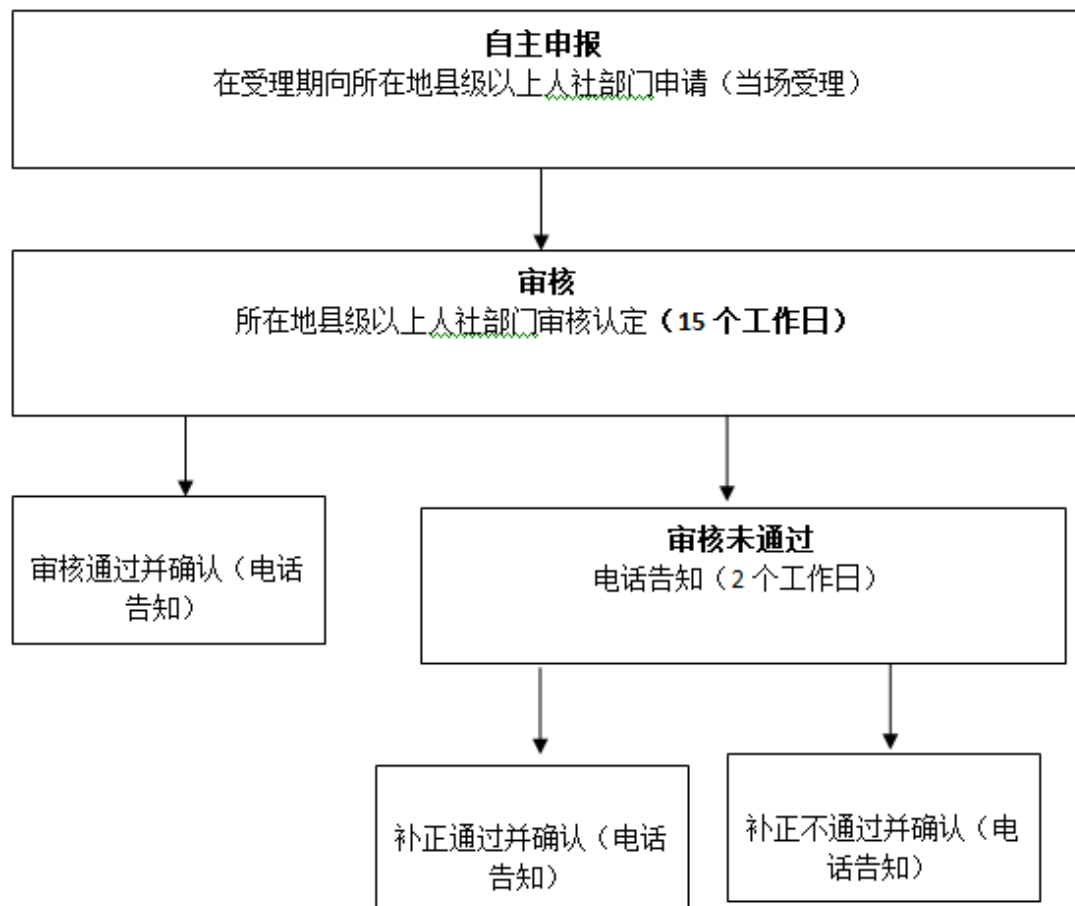 自主申报
在受理期向所在地县级以上人社部门申请（当场受理）
审核
所在地县级以上人社部门审核认定（15 个工作日）
审核通过并确认（电话
告知）
审核未通过
电话告知（2 个工作日）
补正通过并确认（电话
告知）
补正不通过并确认（电
话告知）